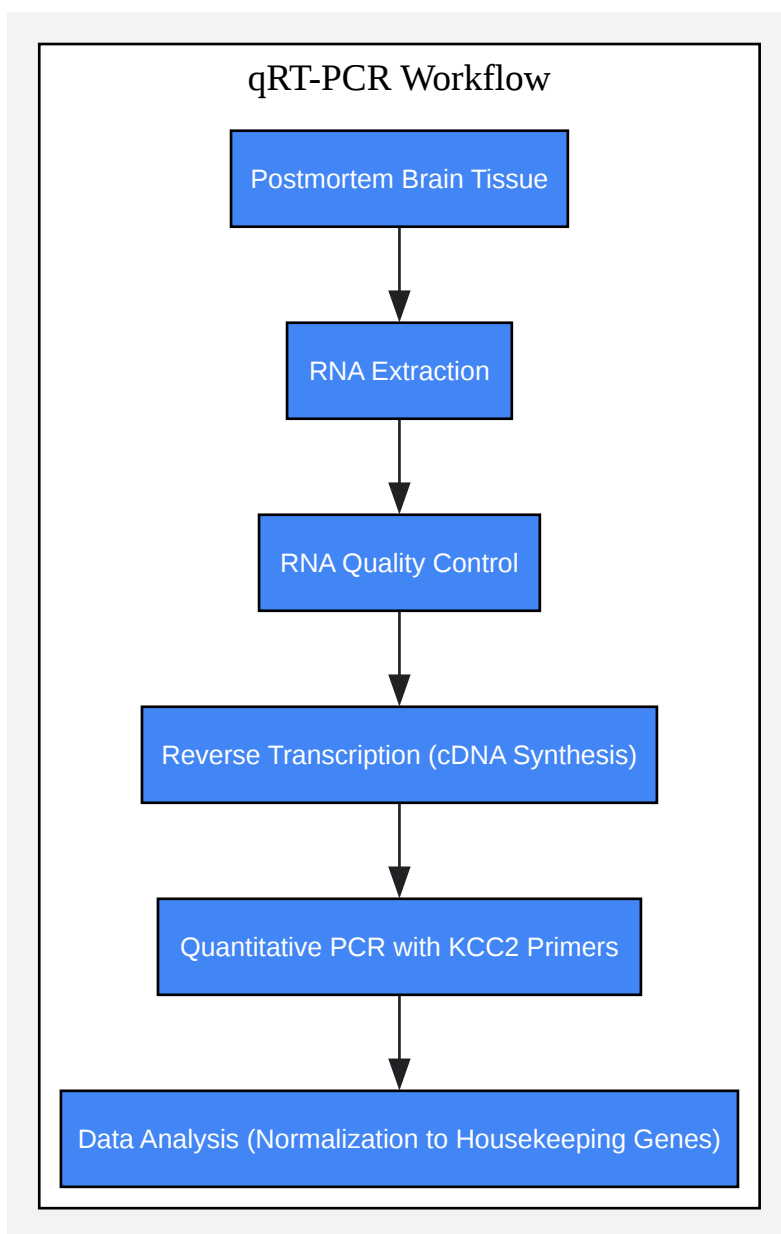 qRT-PCR Workflow
Postmortem Brain Tissue
RNA Extraction
RNA Quality Control
Reverse Transcription (cDNA Synthesis)
Quantitative PCR with KCC2 Primers
Data Analysis (Normalization to Housekeeping Genes)